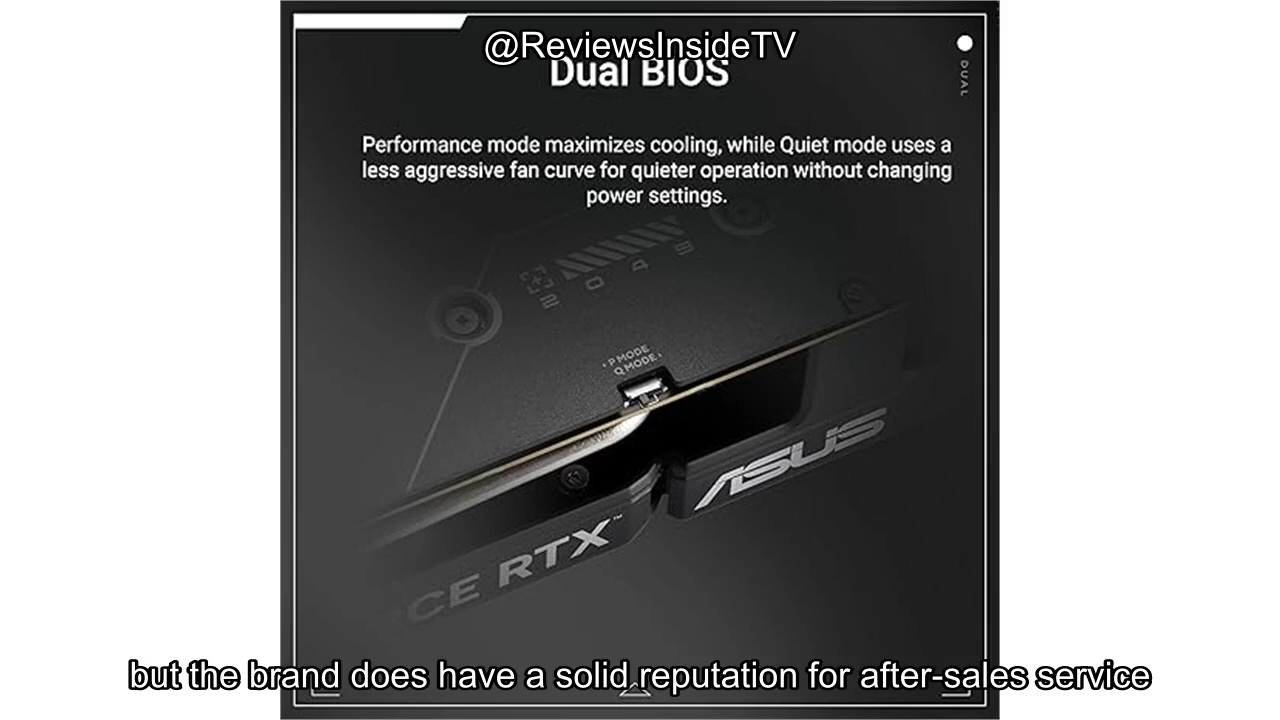 @ReviewsInsideTV
Dual BIOS
DUAL
Performance mode maximizes cooling, while Quiet mode uses a
less aggressive fan curve for quieter operation without changing
power settings.
2 0 4 9
P MODE
Q MODE
ASUS
CE RTX™
but the brand does have a solid reputation for after-sales service